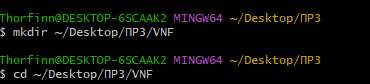 Thorfinn@DESKTOP-6SCAAK2 MINGW64 ~/Desktop/ПР3
$ mkdir ~/Desktop/ПР3/VNF
Thorfinn@DESKTOP-6SCAAK2 MINGW64 ~/Desktop/ПР3
$ cd ~/Desktop/ПР3/VNF